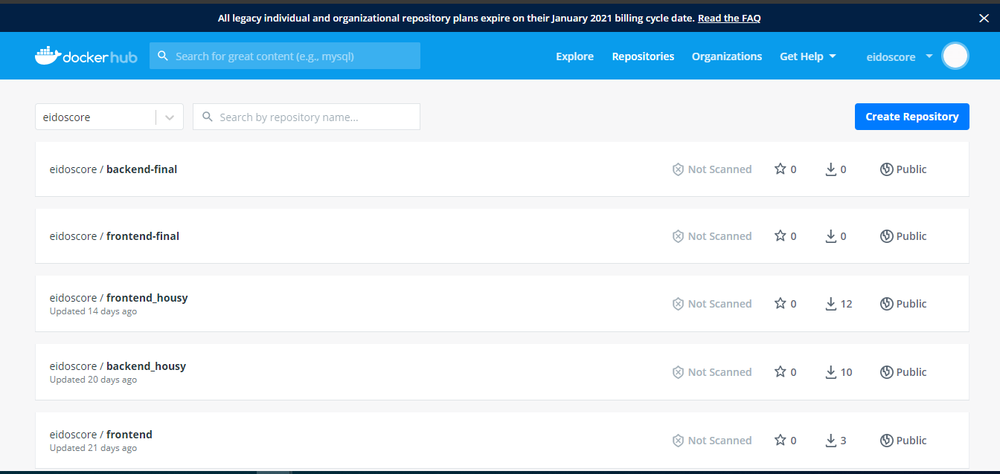 All legacy individual and organizational repository plans expire on their January 2021 billing cycle date. Read the FAQ
docker hub Search for great content (e.g., mysql) Explore Repositories Organizations Get Help eidoscore
eidoscore Search by repository name... Create Repository
eidoscore / backend-final Not Scanned 0 0 Public
eidoscore / frontend-final Not Scanned 0 0 Public
eidoscore / frontend_housy Not Scanned 0 12 Public
Updated 14 days ago
eidoscore / backend_housy Not Scanned 0 10 Public
Updated 20 days ago
eidoscore / frontend Not Scanned 0 3 Public
Updated 21 days ago